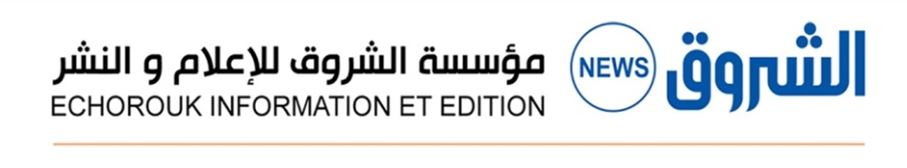 مؤسسة الشروق للإعلام و النشر
ECHOROUK INFORMATION ET EDITION
NEWS
الشروق